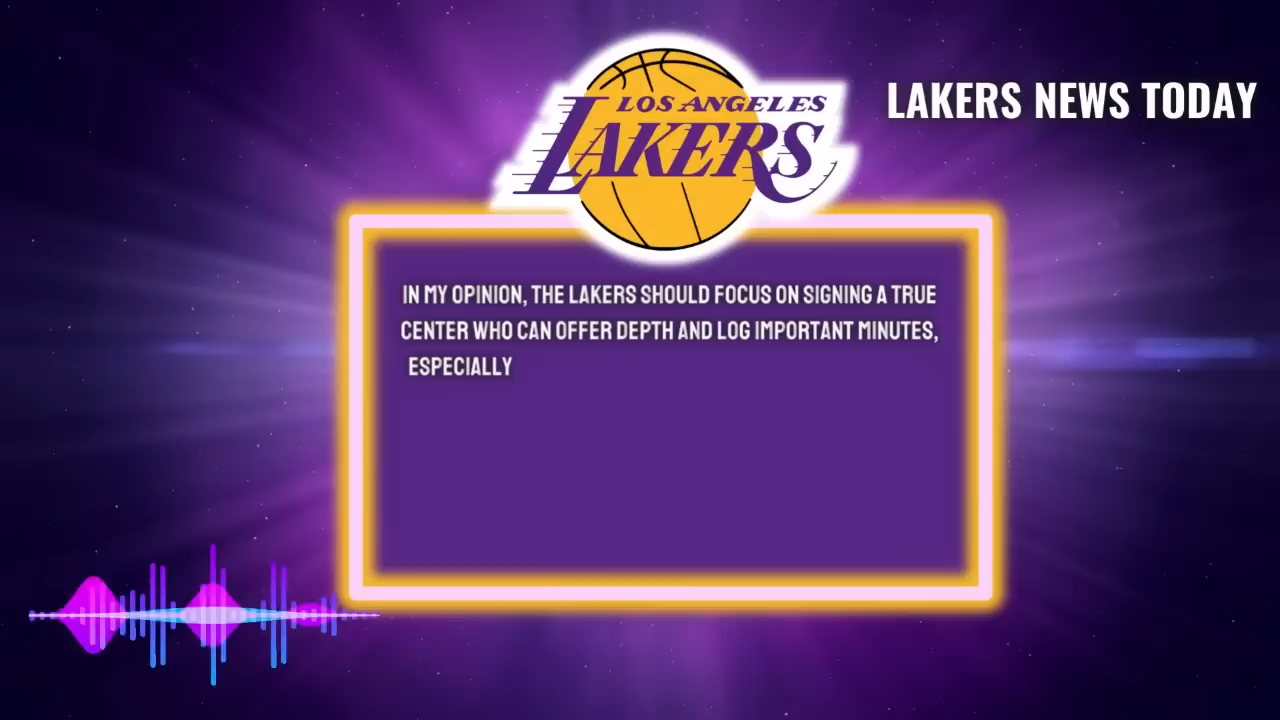 LOS ANGELES
LAKERS
LAKERS NEWS TODAY
IN MY OPINION, THE LAKERS SHOULD FOCUS ON SIGNING A TRUE
CENTER WHO CAN OFFER DEPTH AND LOG IMPORTANT MINUTES,
ESPECIALLY